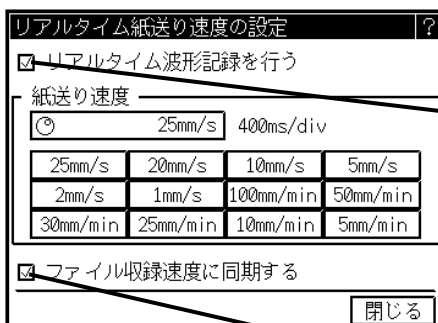 リアルタイム紙送り速度の設定 ?
リアルタイム波形記録を行う
紙送り速度
25mm/s 400ms/div
25mm/s 20mm/s 10mm/s 5mm/s
2mm/s 1mm/s 100mm/min 50mm/min
30mm/min 25mm/min 10mm/min 5mm/min
ファイル収録速度に同期する
閉じる